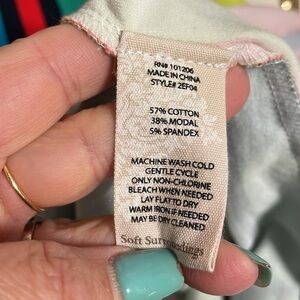 RN# 101206
MADE IN CHINA
STYLE# 2EF04
57% COTTON
38% MODAL
5% SPANDEX
MACHINE WASH COLD
GENTLE CYCLE
ONLY NON-CHLORINE
BLEACH WHEN NEEDED
LAY FLAT TO DRY
WARM IRON IF NEEDED
MAY BE DRY CLEANED
Soft Surroundings